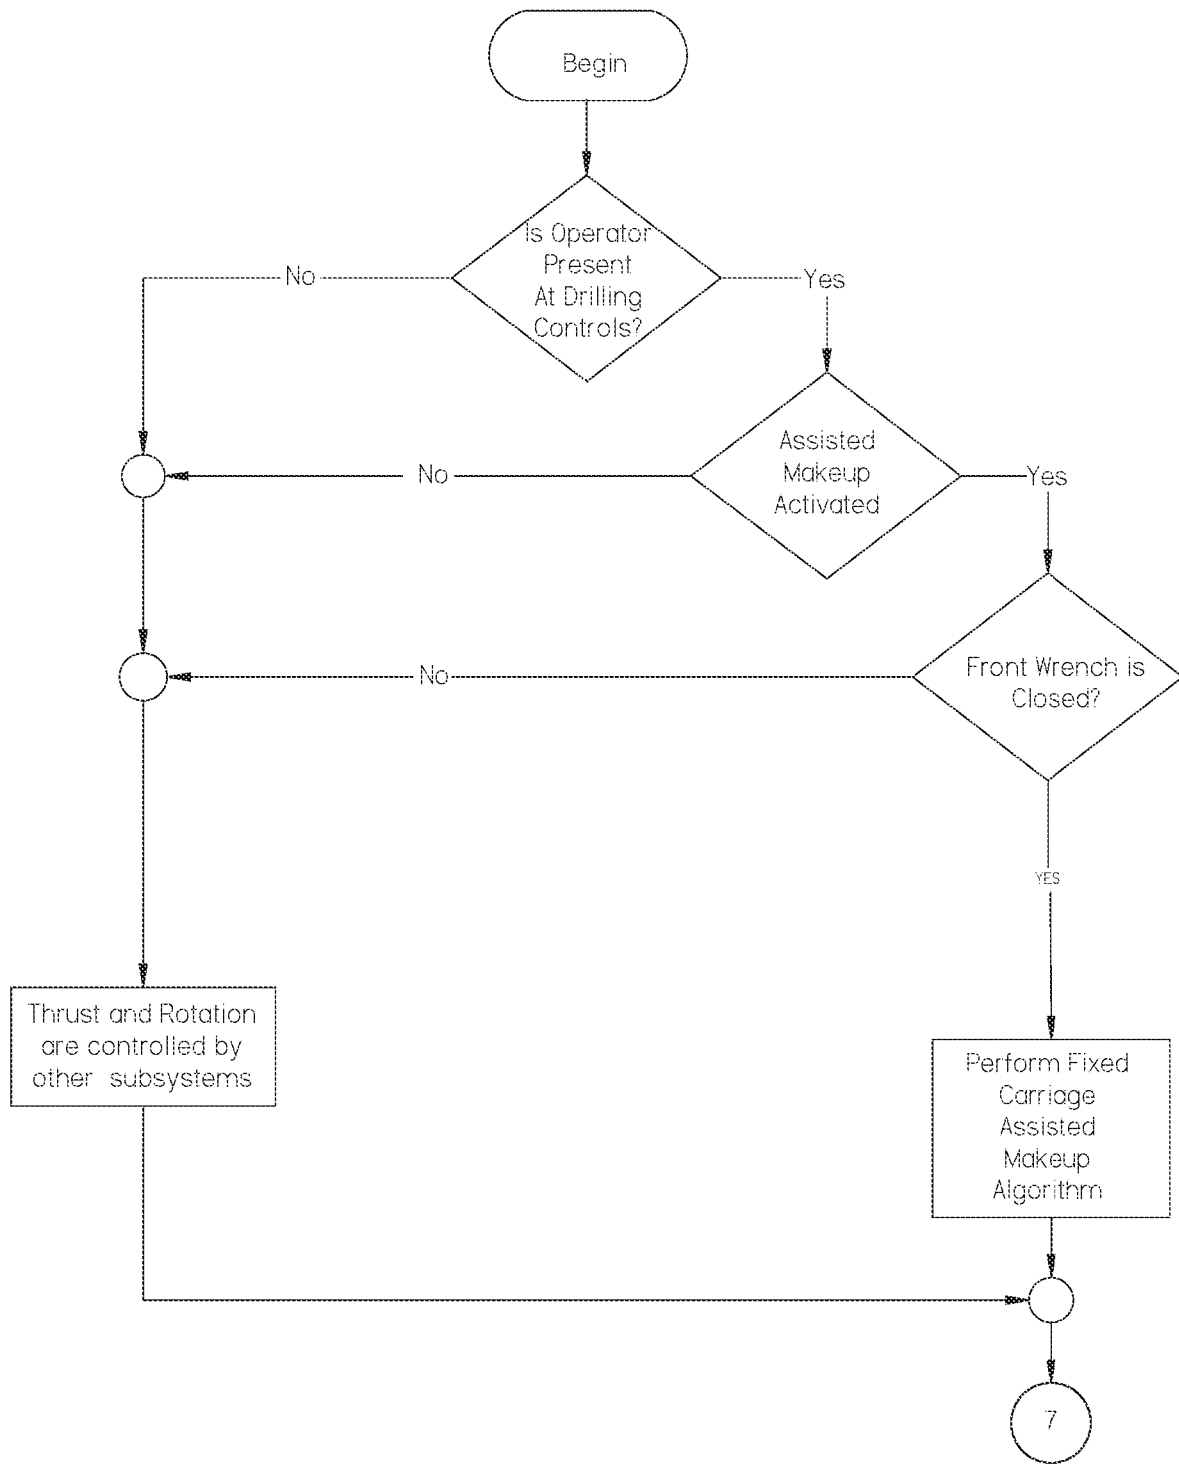 Begin
Is Operator
Present
At Drilling
Controls?
No
Yes
Assisted
Makeup
Activated
No
Yes
Front Wrench is
Closed?
No
YES
Thrust and Rotation
are controlled by
other subsystems
Perform Fixed
Carriage
Assisted
Makeup
Algorithm
7